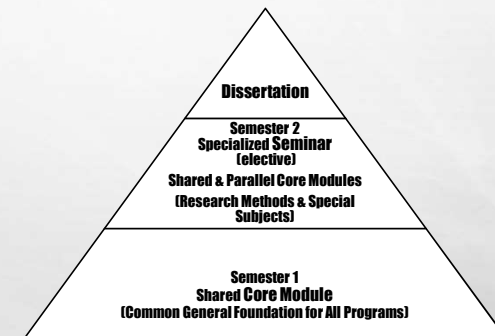 Dissertation
Semester 2
Specialized Seminar
(elective)
Shared & Parallel Core Modules
(Research Methods & Special
Subjects)
Semester 1
Shared Core Module
(Common General Foundation for All Programs)